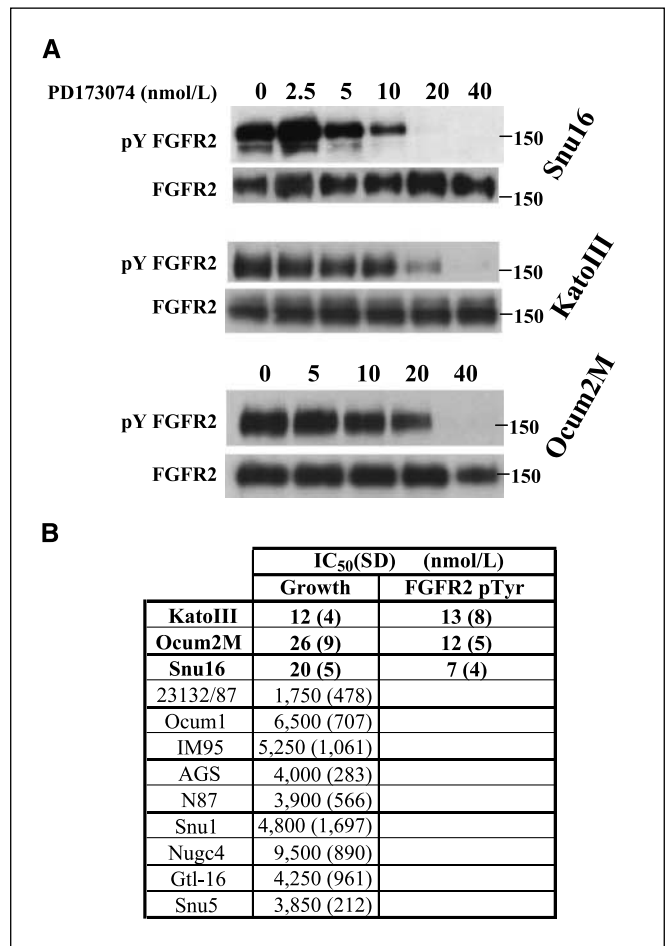 A
PD173074 (nmol/L) 0 2.5 5 10 20 40
pY FGFR2 150
FGFR2 150
Snu16
pY FGFR2 150
FGFR2 150
KatoIII
0 5 10 20 40
pY FGFR2 150
FGFR2 150
Ocum2M
B
IC50(SD) (nmol/L)
Growth FGFR2 pTyr
KatoIII 12 (4) 13 (8)
Ocum2M 26 (9) 12 (5)
Snu16 20 (5) 7 (4)
23132/87 1,750 (478)
Ocum1 6,500 (707)
IM95 5,250 (1,061)
AGS 4,000 (283)
N87 3,900 (566)
Snu1 4,800 (1,697)
Nugc4 9,500 (890)
Gtl-16 4,250 (961)
Snu5 3,850 (212)